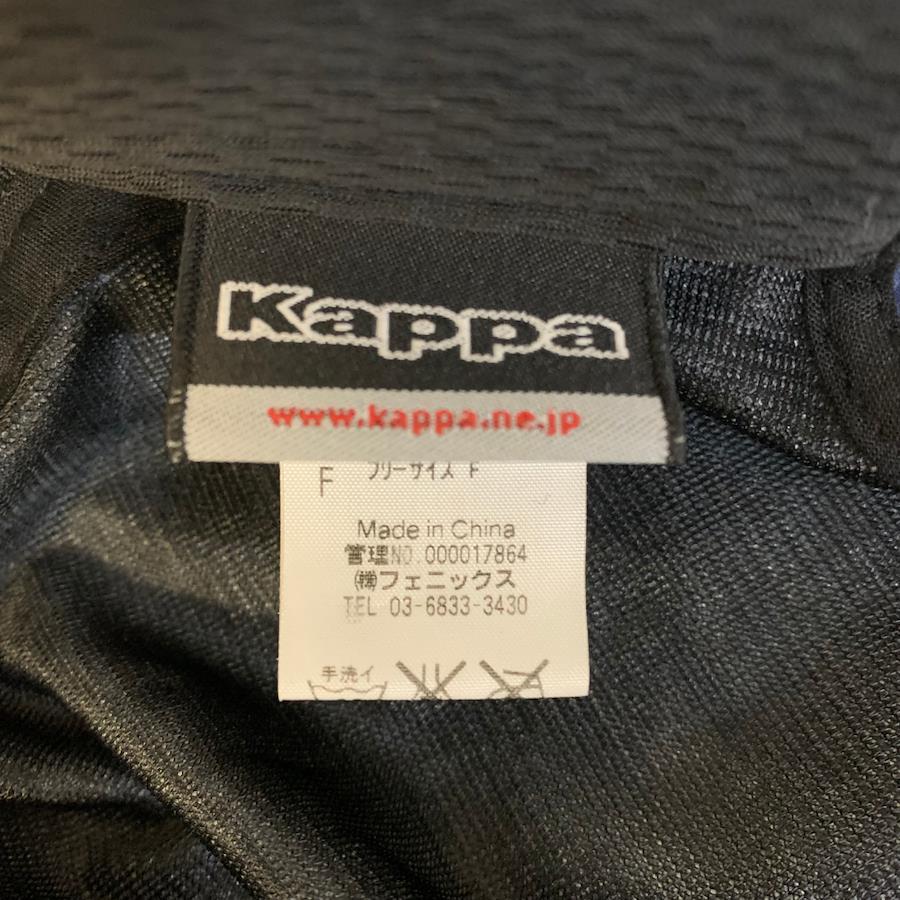 Kappa
www.kappa.ne.jp
F フリーサイズ F
Made in China
管理NO.000017864
㈱フェニックス
TEL 03-6833-3430
手洗イ